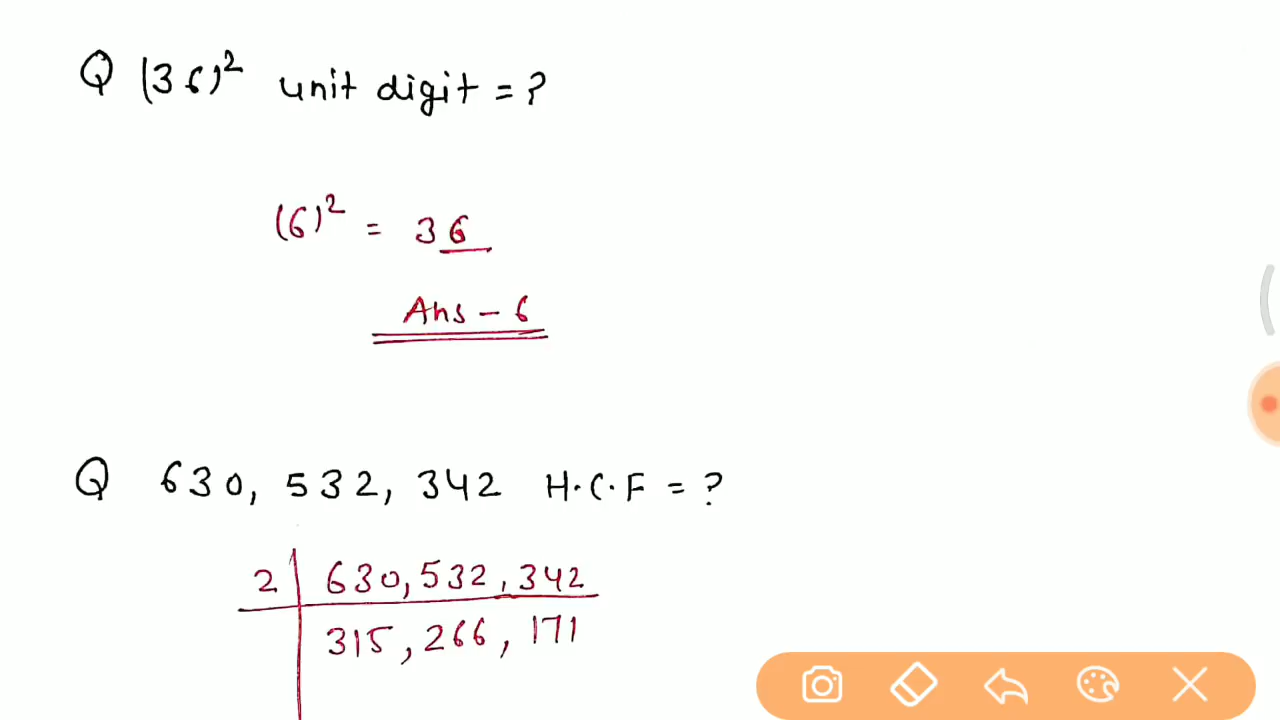 Q (36)² unit digit = ?
(6)² = 36
Ans - 6
Q 630, 532, 342 H.C.F = ?
2 | 630, 532, 342
315, 266, 171